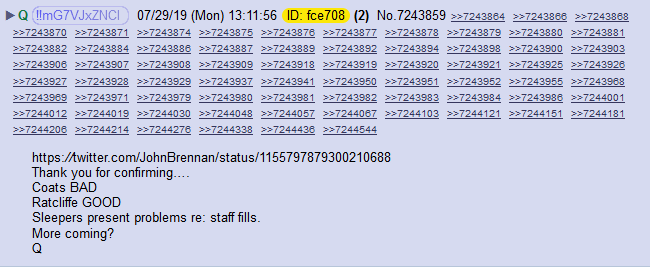 ▶ Q !!mG7VJxZNCI 07/29/19 (Mon) 13:11:56 ID: fce708 (2) No.7243859 >>7243864 >>7243866 >>7243868
>>7243870 >>7243871 >>7243874 >>7243875 >>7243876 >>7243877 >>7243878 >>7243879 >>7243880 >>7243881
>>7243882 >>7243884 >>7243886 >>7243887 >>7243889 >>7243892 >>7243894 >>7243898 >>7243900 >>7243903
>>7243906 >>7243907 >>7243908 >>7243909 >>7243918 >>7243919 >>7243920 >>7243921 >>7243925 >>7243926
>>7243927 >>7243928 >>7243929 >>7243937 >>7243941 >>7243950 >>7243951 >>7243952 >>7243955 >>7243968
>>7243969 >>7243971 >>7243979 >>7243980 >>7243981 >>7243982 >>7243983 >>7243984 >>7243986 >>7244001
>>7244012 >>7244019 >>7244030 >>7244048 >>7244057 >>7244067 >>7244103 >>7244121 >>7244151 >>7244181
>>7244206 >>7244214 >>7244276 >>7244338 >>7244436 >>7244544
https://twitter.com/JohnBrennan/status/1155797879300210688
Thank you for confirming....
Coats BAD
Ratcliffe GOOD
Sleepers present problems re: staff fills.
More coming?
Q